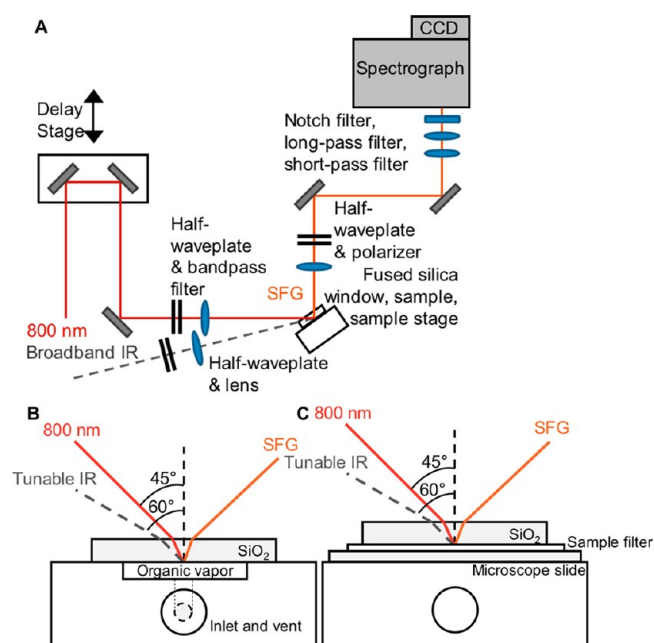 A
CCD
Spectrograph
Delay
Stage
Notch filter,
long-pass filter,
short-pass filter
Half-
waveplate
& bandpass
filter
Half-
waveplate
& polarizer
SFG
Fused silica
window, sample,
sample stage
800 nm
Broadband IR
Half-waveplate
& lens
B
800 nm
SFG
Tunable IR
45°
60°
SiO₂
Organic vapor
Inlet and vent
C
800 nm
SFG
Tunable IR
45°
60°
SiO₂
Sample filter
Microscope slide